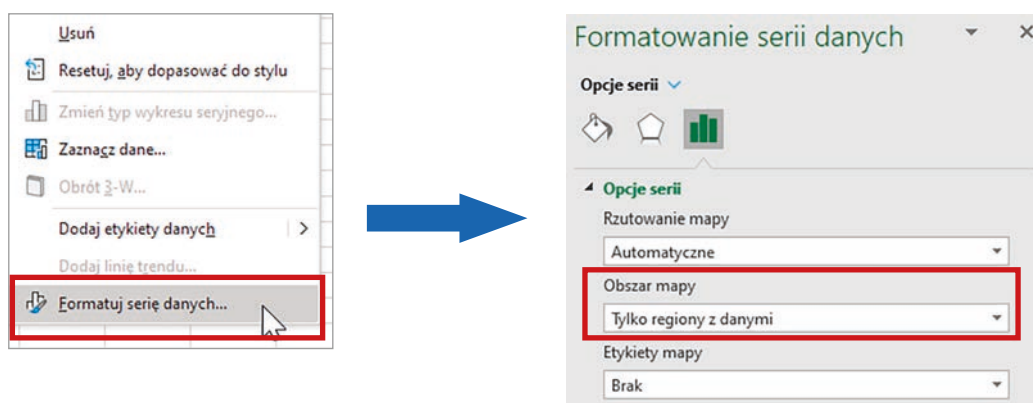 Usuń
Resetuj, aby dopasować do stylu
Zmień typ wykresu seryjnego...
Zaznacz dane...
Obrót 3-W...
Dodaj etykiety danych
Dodaj linię trendu...
Formatuj serię danych...
Formatowanie serii danych
Opcje serii
Opcje serii
Rzutowanie mapy
Automatyczne
Obszar mapy
Tylko regiony z danymi
Etykiety mapy
Brak